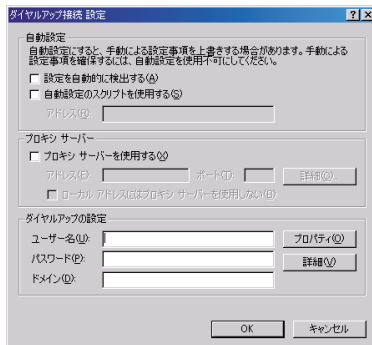 ダイヤルアップ接続 設定
自動設定
自動設定にすると、手動による設定事項を上書きする場合があります。手動による
設定事項を確保するには、自動設定を使用不可にしてください。
設定を自動的に検出する(A)
自動設定のスクリプトを使用する(S)
アドレス(R):
プロキシ サーバー
プロキシ サーバーを使用する(X)
アドレス(E): ポート(T): 詳細(C)...
ローカル アドレスにはプロキシ サーバーを使用しない(B)
ダイヤルアップの設定
ユーザー名(U): プロパティ(O)
パスワード(P): 詳細(V)
ドメイン(D):
OK キャンセル